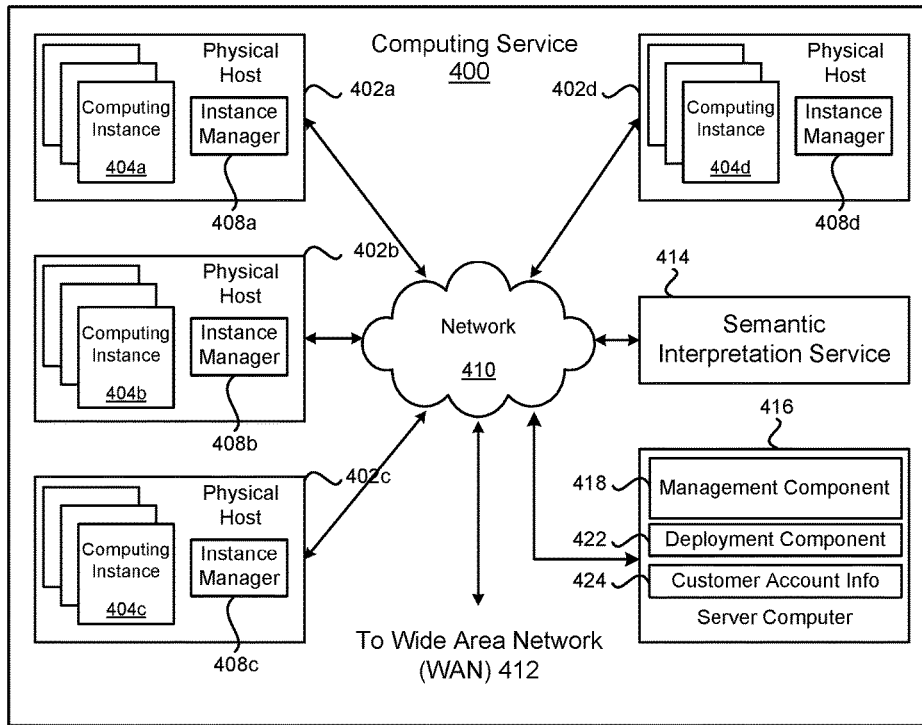 Computing Service
400
Physical
Host
Computing
Instance
404a
Instance
Manager
402a
408a
Physical
Host
Computing
Instance
404d
Instance
Manager
402d
408d
402b
Physical
Host
Computing
Instance
404b
Instance
Manager
408b
Network
410
414
Semantic
Interpretation Service
402c
Physical
Host
Computing
Instance
404c
Instance
Manager
408c
416
418
Management Component
422
Deployment Component
424
Customer Account Info
Server Computer
To Wide Area Network
(WAN) 412